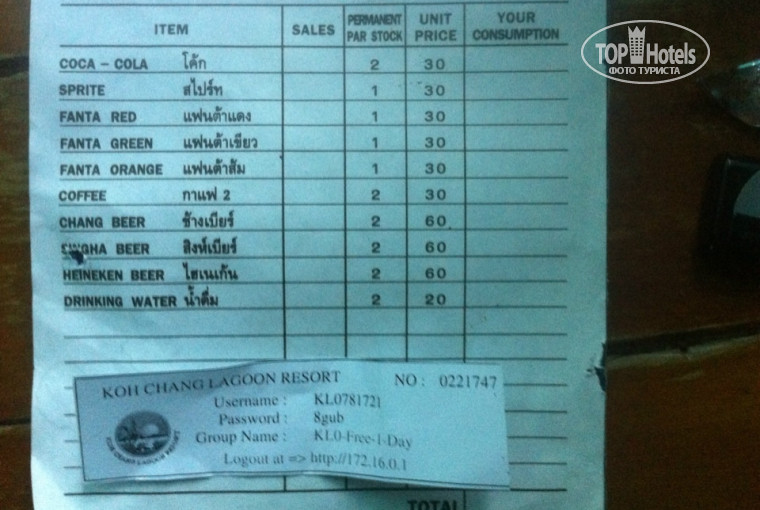 ITEM SALES PERMANENT PAR STOCK UNIT PRICE YOUR CONSUMPTION
TOP Hotels
ФОТО ТУРИСТА
COCA – COLA โค้ก 2 30
SPRITE สไปร์ท 1 30
FANTA RED แฟนต้าแดง 1 30
FANTA GREEN แฟนต้าเขียว 1 30
FANTA ORANGE แฟนต้าส้ม 1 30
COFFEE กาแฟ 2 2 30
CHANG BEER ช้างเบียร์ 2 60
SINGHA BEER สิงห์เบียร์ 2 60
HEINEKEN BEER ไฮเนเก้น 2 60
DRINKING WATER น้ำดื่ม 2 20
KOH CHANG LAGOON RESORT NO : 0221747
Username : KL0781721
Password : 8gub
Group Name : KL0-Free-1-Day
Logout at => http://172.16.0.1
KOH CHANG LAGOON RESORT
TOTAL